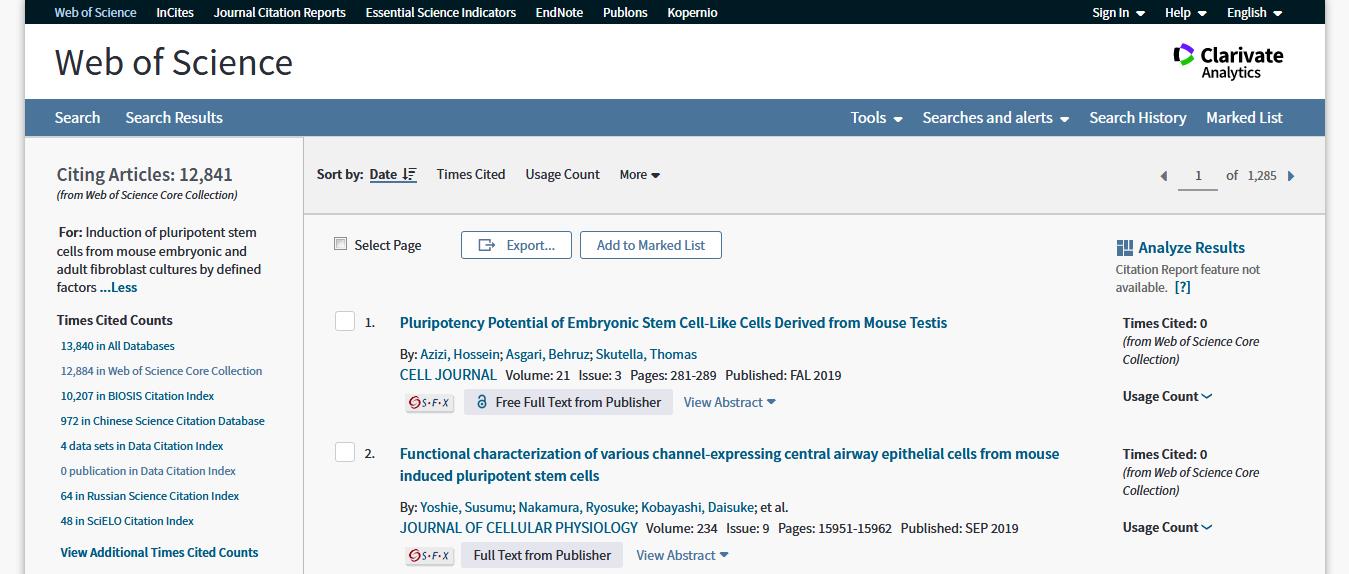 Web of Science InCites Journal Citation Reports Essential Science Indicators EndNote Publons Kopernio Sign In Help English
Web of Science
Clarivate
Analytics
Search Search Results Tools Searches and alerts Search History Marked List
Citing Articles: 12,841
(from Web of Science Core Collection)
For: Induction of pluripotent stem
cells from mouse embryonic and
adult fibroblast cultures by defined
factors ...Less
Times Cited Counts
13,840 in All Databases
12,884 in Web of Science Core Collection
10,207 in BIOSIS Citation Index
972 in Chinese Science Citation Database
4 data sets in Data Citation Index
0 publication in Data Citation Index
64 in Russian Science Citation Index
48 in SciELO Citation Index
View Additional Times Cited Counts
Sort by: Date Times Cited Usage Count More 1 of 1,285
Select Page Export... Add to Marked List
Analyze Results
Citation Report feature not
available. [?]
1. Pluripotency Potential of Embryonic Stem Cell-Like Cells Derived from Mouse Testis
By: Azizi, Hossein; Asgari, Behruz; Skutella, Thomas
CELL JOURNAL Volume: 21 Issue: 3 Pages: 281-289 Published: FAL 2019
S·F·X Free Full Text from Publisher View Abstract
Times Cited: 0
(from Web of Science Core
Collection)
Usage Count
2. Functional characterization of various channel-expressing central airway epithelial cells from mouse
induced pluripotent stem cells
By: Yoshie, Susumu; Nakamura, Ryosuke; Kobayashi, Daisuke; et al.
JOURNAL OF CELLULAR PHYSIOLOGY Volume: 234 Issue: 9 Pages: 15951-15962 Published: SEP 2019
S·F·X Full Text from Publisher View Abstract
Times Cited: 0
(from Web of Science Core
Collection)
Usage Count